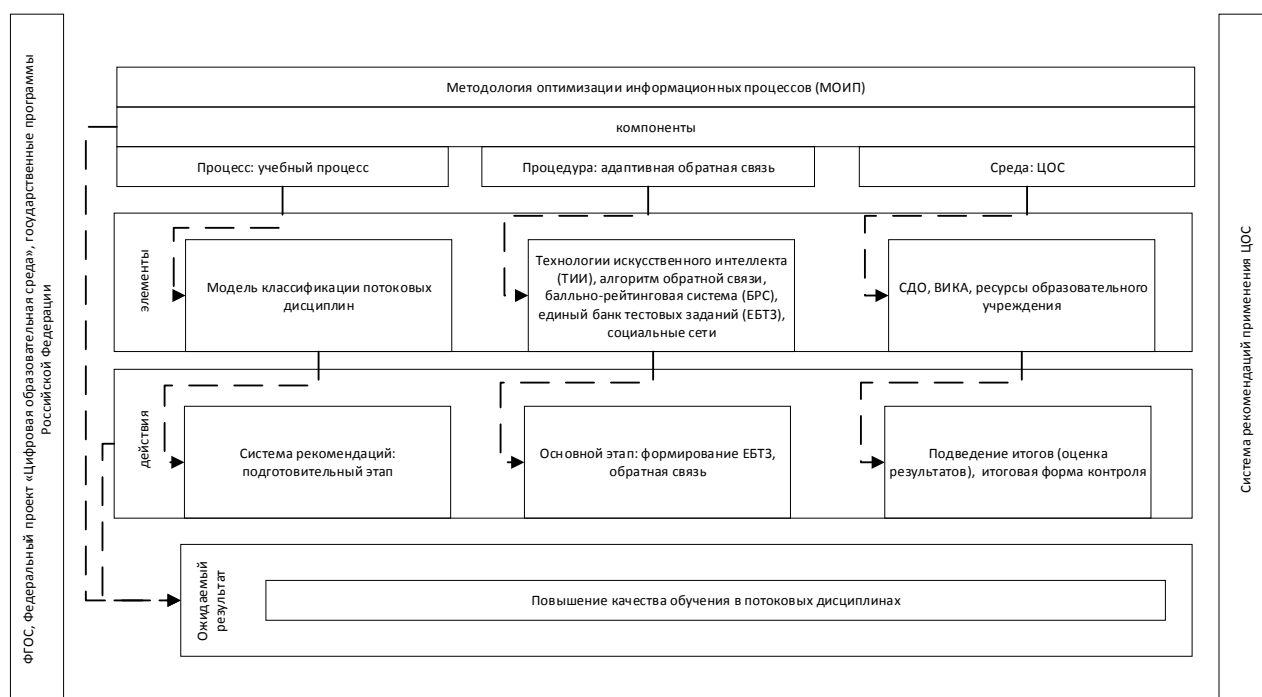 ФГОС, Федеральный проект «Цифровая образовательная среда», государственные программы
Российской Федерации
Методология оптимизации информационных процессов (МОИП)
компоненты
Процесс: учебный процесс
Процедура: адаптивная обратная связь
Среда: ЦОС
элементы
Модель классификации потоковых
дисциплин
Технологии искусственного интеллекта
(ТИИ), алгоритм обратной связи,
балльно-рейтинговая система (БРС),
единый банк тестовых заданий (ЕБТЗ),
социальные сети
СДО, ВИКА, ресурсы образовательного
учреждения
действия
Система рекомендаций:
подготовительный этап
Основной этап: формирование ЕБТЗ,
обратная связь
Подведение итогов (оценка
результатов), итоговая форма контроля
Ожидаемый
результат
Повышение качества обучения в потоковых дисциплинах
Система рекомендаций применения ЦОС